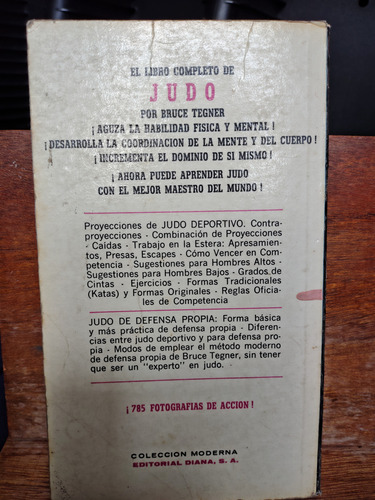 EL LIBRO COMPLETO DE
JUDO
POR BRUCE TEGNER
¡ AGUZA LA HABILIDAD FISICA Y MENTAL !
¡ DESARROLLA LA COORDINACION DE LA MENTE Y DEL CUERPO !
¡ INCREMENTA EL DOMINIO DE SI MISMO !
¡ AHORA PUEDE APRENDER JUDO
CON EL MEJOR MAESTRO DEL MUNDO !
Proyecciones de JUDO DEPORTIVO. Contra-
proyecciones - Combinación de Proyecciones
- Caídas - Trabajo en la Estera: Apresamien-
tos, Presas, Escapes - Cómo Vencer en Com-
petencia - Sugestiones para Hombres Altos -
Sugestiones para Hombres Bajos - Grados de
Cintas - Ejercicios - Formas Tradicionales
(Katas) y Formas Originales - Reglas Oficia-
les de Competencia
JUDO DE DEFENSA PROPIA: Forma básica
y más práctica de defensa propia - Diferen-
cias entre judo deportivo y para defensa pro-
pia - Modos de emplear el método moderno
de defensa propia de Bruce Tegner, sin tener
que ser un "experto" en judo.
¡ 785 FOTOGRAFIAS DE ACCION !
COLECCION MODERNA
EDITORIAL DIANA, S. A.